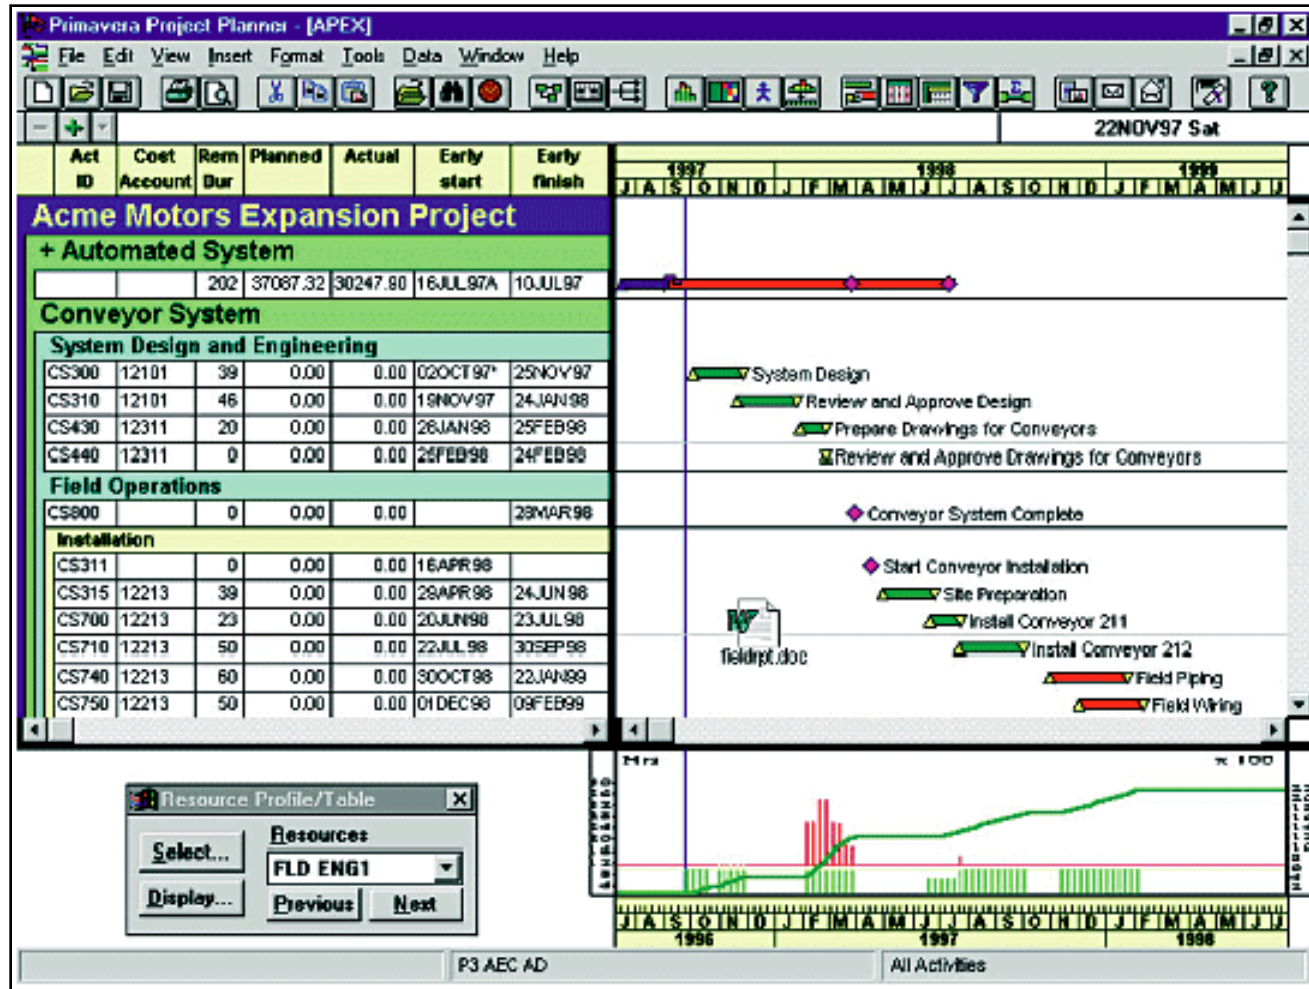 Primavera Project Planner - [APEX]
File Edit View Insert Format Tools Data Window Help
22NOV97 Sat
Act ID Cost Account Rem Dur Planned Actual Early start Early finish
1997 1998 1999
J A S O N D J F M A M J J A S O N D J F M A M J J
Acme Motors Expansion Project
+ Automated System
202 37087.32 30247.90 16JUL97A 10JUL97
Conveyor System
System Design and Engineering
CS300 12101 39 0.00 0.00 02OCT97* 25NOV97 System Design
CS310 12101 46 0.00 0.00 19NOV97 24JAN98 Review and Approve Design
CS430 12311 20 0.00 0.00 26JAN98 25FEB98 Prepare Drawings for Conveyors
CS440 12311 0 0.00 0.00 25FEB98 24FEB98 Review and Approve Drawings for Conveyors
Field Operations
CS800 0 0.00 0.00 28MAR98 Conveyor System Complete
Installation
CS311 0 0.00 0.00 16APR98 Start Conveyor Installation
CS315 12213 39 0.00 0.00 29APR98 24JUN98 Site Preparation
CS700 12213 23 0.00 0.00 20JUN98 23JUL98 Install Conveyor 211
CS710 12213 50 0.00 0.00 22JUL98 30SEP98 Install Conveyor 212
fieldrpt.doc
CS740 12213 60 0.00 0.00 30OCT98 22JAN99 Field Piping
CS750 12213 50 0.00 0.00 01DEC98 09FEB99 Field Wiring
Hrs x 100
Resource Profile/Table
Resources
Select...
FLD ENG1
Display...
Previous Next
J A S O N D J F M A M J J A S O N D J F M A M J J
1996 1997 1998
P3 AEC AD All Activities